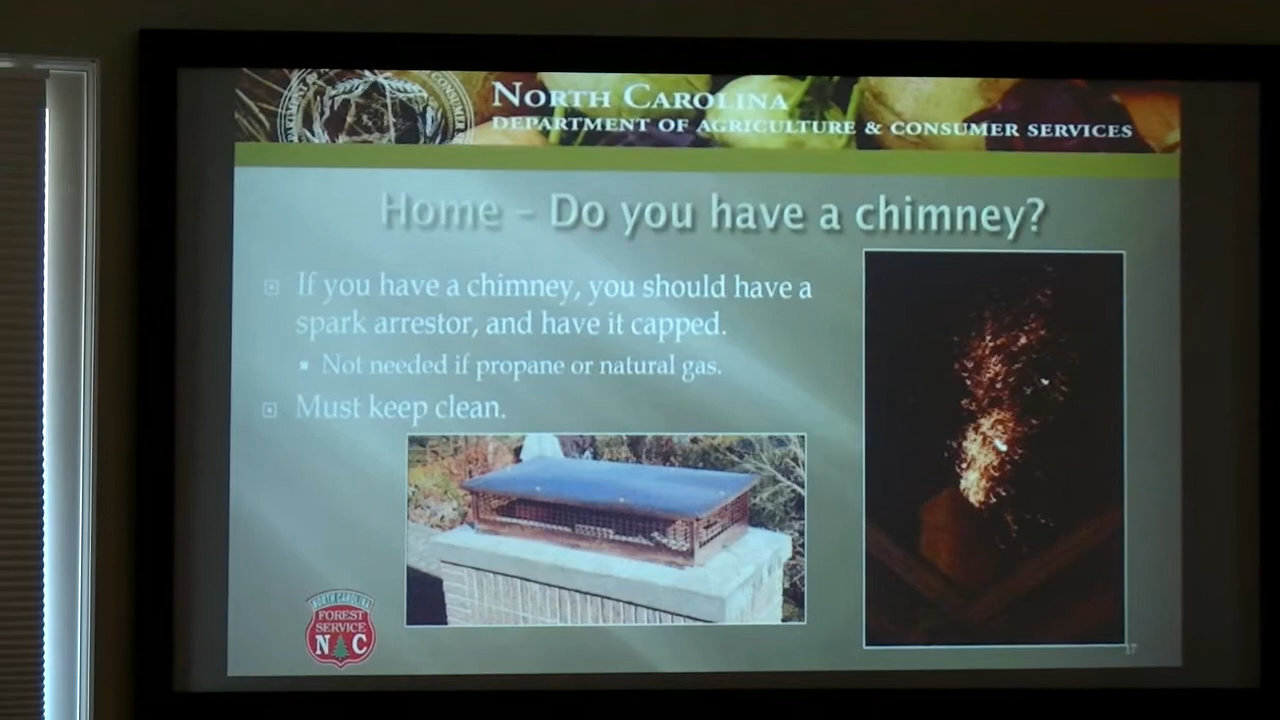 NORTH CAROLINA
DEPARTMENT OF AGRICULTURE & CONSUMER SERVICES
Home – Do you have a chimney?
If you have a chimney, you should have a
spark arrestor, and have it capped.
Not needed if propane or natural gas.
Must keep clean.
NORTH CAROLINA
FOREST
SERVICE
N C
17